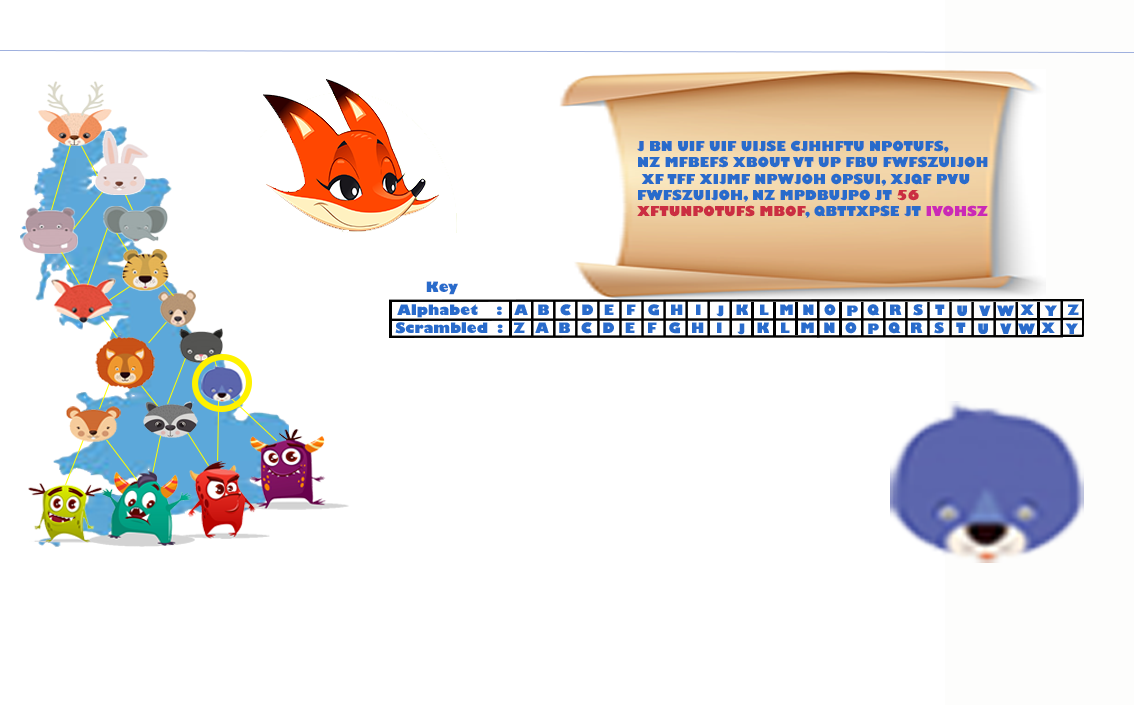 J BN UIF UIF UIJSE CJHHFTU NPOTUFS,
NZ MFBEFS XBOUT VT UP FBU FWFSZUIJOH
XF TFF XIJMF NPWJOH OPSUI, XJQF PVU
FWFSZUIJOH, NZ MPDBUJPO JT 56
XFTUNPOTUFS MBOF, QBTTXPSE JT IVOHSZ
Key
Alphabet : A B C D E F G H I J K L M N O P Q R S T U V W X Y Z
Scrambled : Z A B C D E F G H I J K L M N O P Q R S T U V W X Y